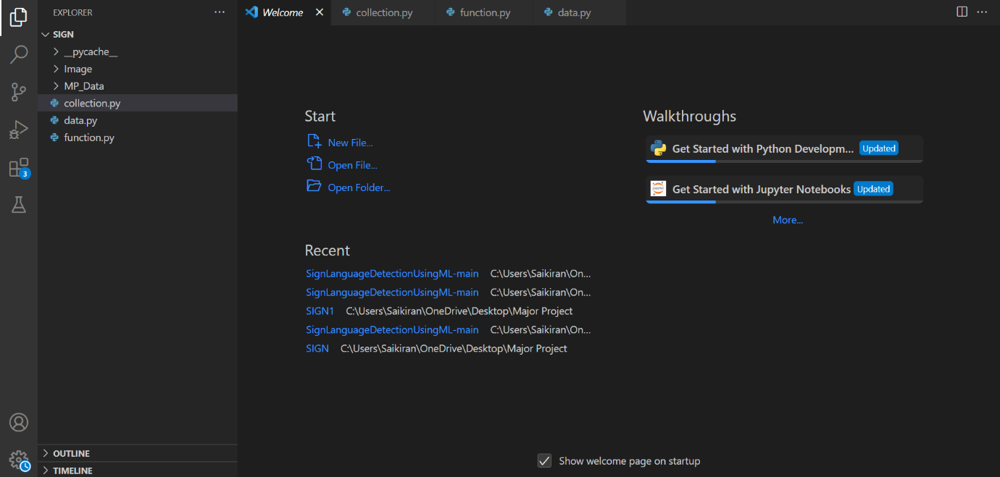 EXPLORER
SIGN
__pycache__
Image
MP_Data
collection.py
data.py
function.py
OUTLINE
TIMELINE
3
Welcome
collection.py
function.py
data.py
Start
New File...
Open File...
Open Folder...
Recent
SignLanguageDetectionUsingML-main C:\Users\Saikiran\On...
SignLanguageDetectionUsingML-main C:\Users\Saikiran\On...
SIGN1 C:\Users\Saikiran\OneDrive\Desktop\Major Project
SignLanguageDetectionUsingML-main C:\Users\Saikiran\On...
SIGN C:\Users\Saikiran\OneDrive\Desktop\Major Project
Walkthroughs
Get Started with Python Developm... Updated
Get Started with Jupyter Notebooks Updated
More...
Show welcome page on startup